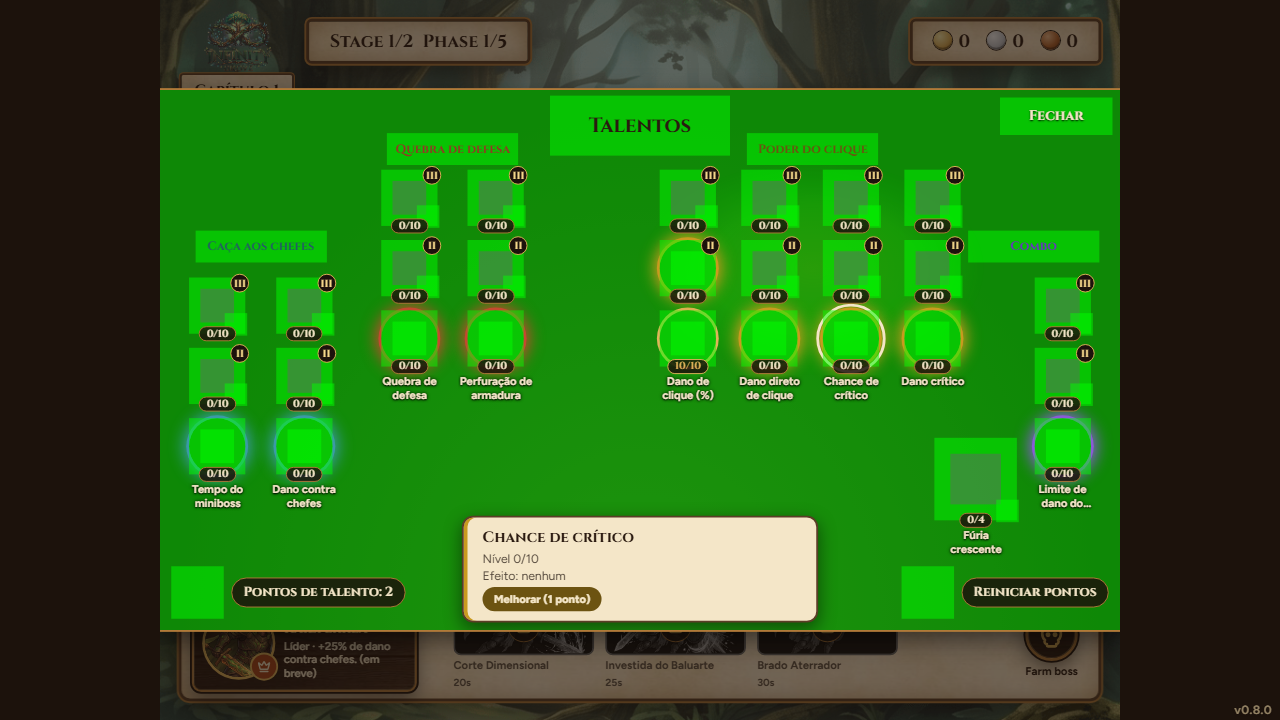 Stage 1/2 Phase 1/5
0 0 0
Capítulo 1
Talentos
Fechar
Quebra de defesa
Poder do clique
III III III III III III
0/10 0/10 0/10 0/10 0/10 0/10
Caça aos chefes
II II II II II II
Combo
0/10 0/10 0/10 0/10 0/10 0/10
III III III
0/10 0/10 0/10
II II II
0/10 0/10 10/10 0/10 0/10 0/10
Quebra de defesa
Perfuração de armadura
Dano de clique (%)
Dano direto de clique
Chance de crítico
Dano crítico
0/10 0/10 0/10
0/10 0/10 0/10
Tempo do miniboss
Dano contra chefes
Limite de dano do...
0/4
Fúria crescente
Chance de crítico
Nível 0/10
Efeito: nenhum
Melhorar (1 ponto)
Pontos de talento: 2
Reiniciar pontos
Líder · +25% de dano
contra chefes. (em
breve)
Corte Dimensional
20s
Investida do Baluarte
25s
Brado Aterrador
30s
Farm boss
v0.8.0